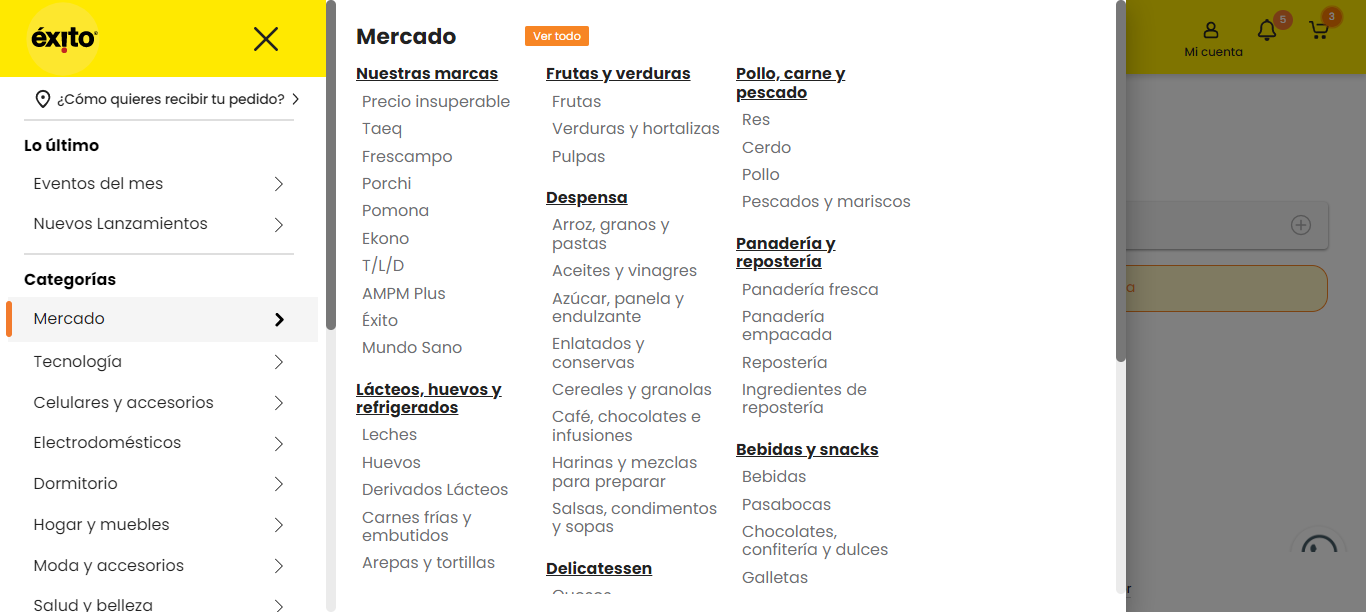 éxito
¿Cómo quieres recibir tu pedido?
Lo último
Eventos del mes
Nuevos Lanzamientos
Categorías
Mercado
Tecnología
Celulares y accesorios
Electrodomésticos
Dormitorio
Hogar y muebles
Moda y accesorios
Salud y belleza
Mercado
Ver todo
Nuestras marcas
Precio insuperable
Taeq
Frescampo
Porchi
Pomona
Ekono
T/L/D
AMPM Plus
Éxito
Mundo Sano
Lácteos, huevos y
refrigerados
Leches
Huevos
Derivados Lácteos
Carnes frías y
embutidos
Arepas y tortillas
Frutas y verduras
Frutas
Verduras y hortalizas
Pulpas
Despensa
Arroz, granos y
pastas
Aceites y vinagres
Azúcar, panela y
endulzante
Enlatados y
conservas
Cereales y granolas
Café, chocolates e
infusiones
Harinas y mezclas
para preparar
Salsas, condimentos
y sopas
Delicatessen
Pollo, carne y
pescado
Res
Cerdo
Pollo
Pescados y mariscos
Panadería y
repostería
Panadería fresca
Panadería
empacada
Repostería
Ingredientes de
repostería
Bebidas y snacks
Bebidas
Pasabocas
Chocolates,
confitería y dulces
Galletas
Mi cuenta
5
3
a
r